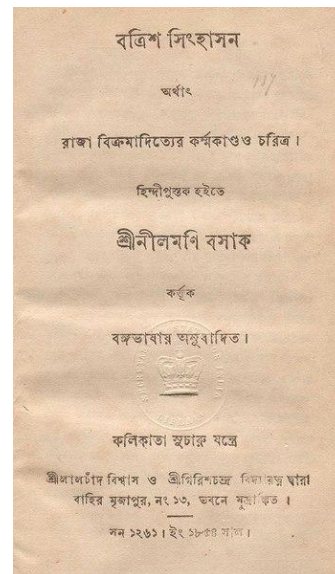 বত্রিশ সিংহাসন
অর্থাৎ
রাজা বিক্রমাদিত্যের কর্ম্মকাণ্ডও চরিত্র ।
হিন্দীপুস্তক হইতে
শ্রীনীলমণি বসাক
কর্ত্তৃক
বঙ্গভাষায় অনুবাদিত ।
কলিকাতা সুচারু যন্ত্রে
শ্রীলালচাঁদ বিশ্বাস ও শ্রীগিরিশচন্দ্র বিদ্যারত্ন দ্বারা
বাহির মৃজাপুর, নং ১৩, ভবনে মুদ্রাঙ্কিত ।
সন ১২৬১ । ইং ১৮৫৪ সাল ।